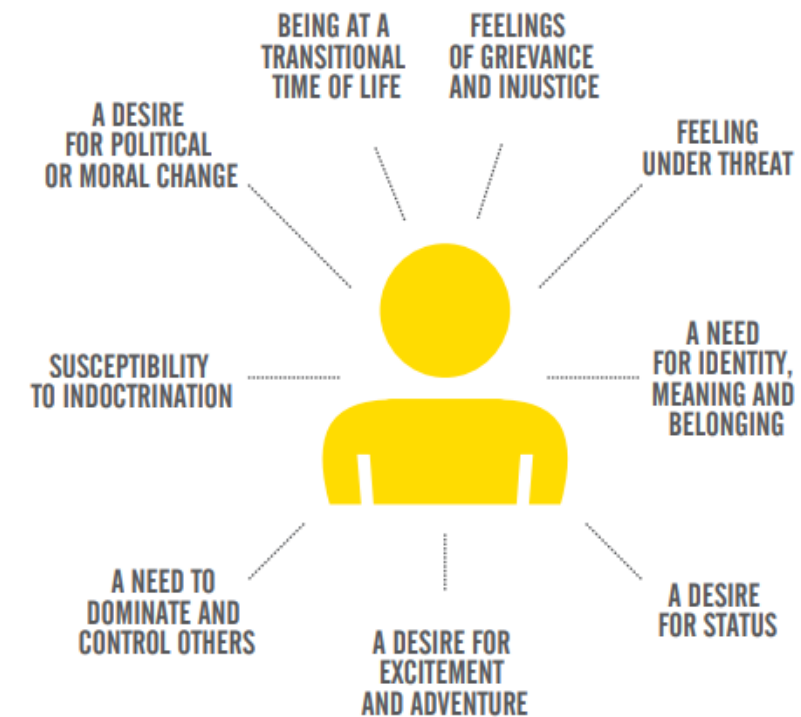 BEING AT A
TRANSITIONAL
TIME OF LIFE
FEELINGS
OF GRIEVANCE
AND INJUSTICE
A DESIRE
FOR POLITICAL
OR MORAL CHANGE
FEELING
UNDER THREAT
SUSCEPTIBILITY
TO INDOCTRINATION
A NEED
FOR IDENTITY,
MEANING AND
BELONGING
A NEED TO
DOMINATE AND
CONTROL OTHERS
A DESIRE FOR
EXCITEMENT
AND ADVENTURE
A DESIRE
FOR STATUS